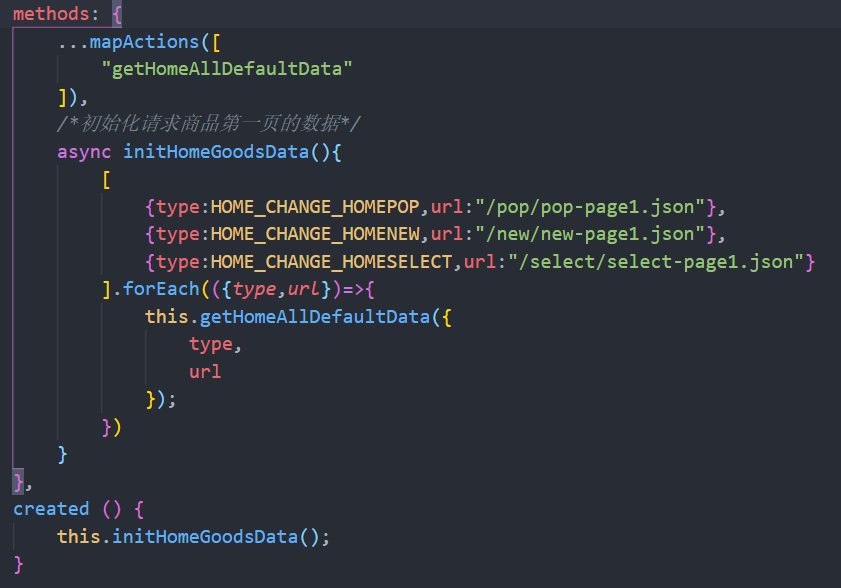 methods: {
    ...mapActions([
        "getHomeAllDefaultData"
    ]),
    /*初始化请求商品第一页的数据*/
    async initHomeGoodsData(){
        [
            {type:HOME_CHANGE_HOMEPOP,url:"/pop/pop-page1.json"},
            {type:HOME_CHANGE_HOMENEW,url:"/new/new-page1.json"},
            {type:HOME_CHANGE_HOMESELECT,url:"/select/select-page1.json"}
        ].forEach(({type,url})=>{
            this.getHomeAllDefaultData({
                type,
                url
            });
        })
    }
},
created () {
    this.initHomeGoodsData();
}